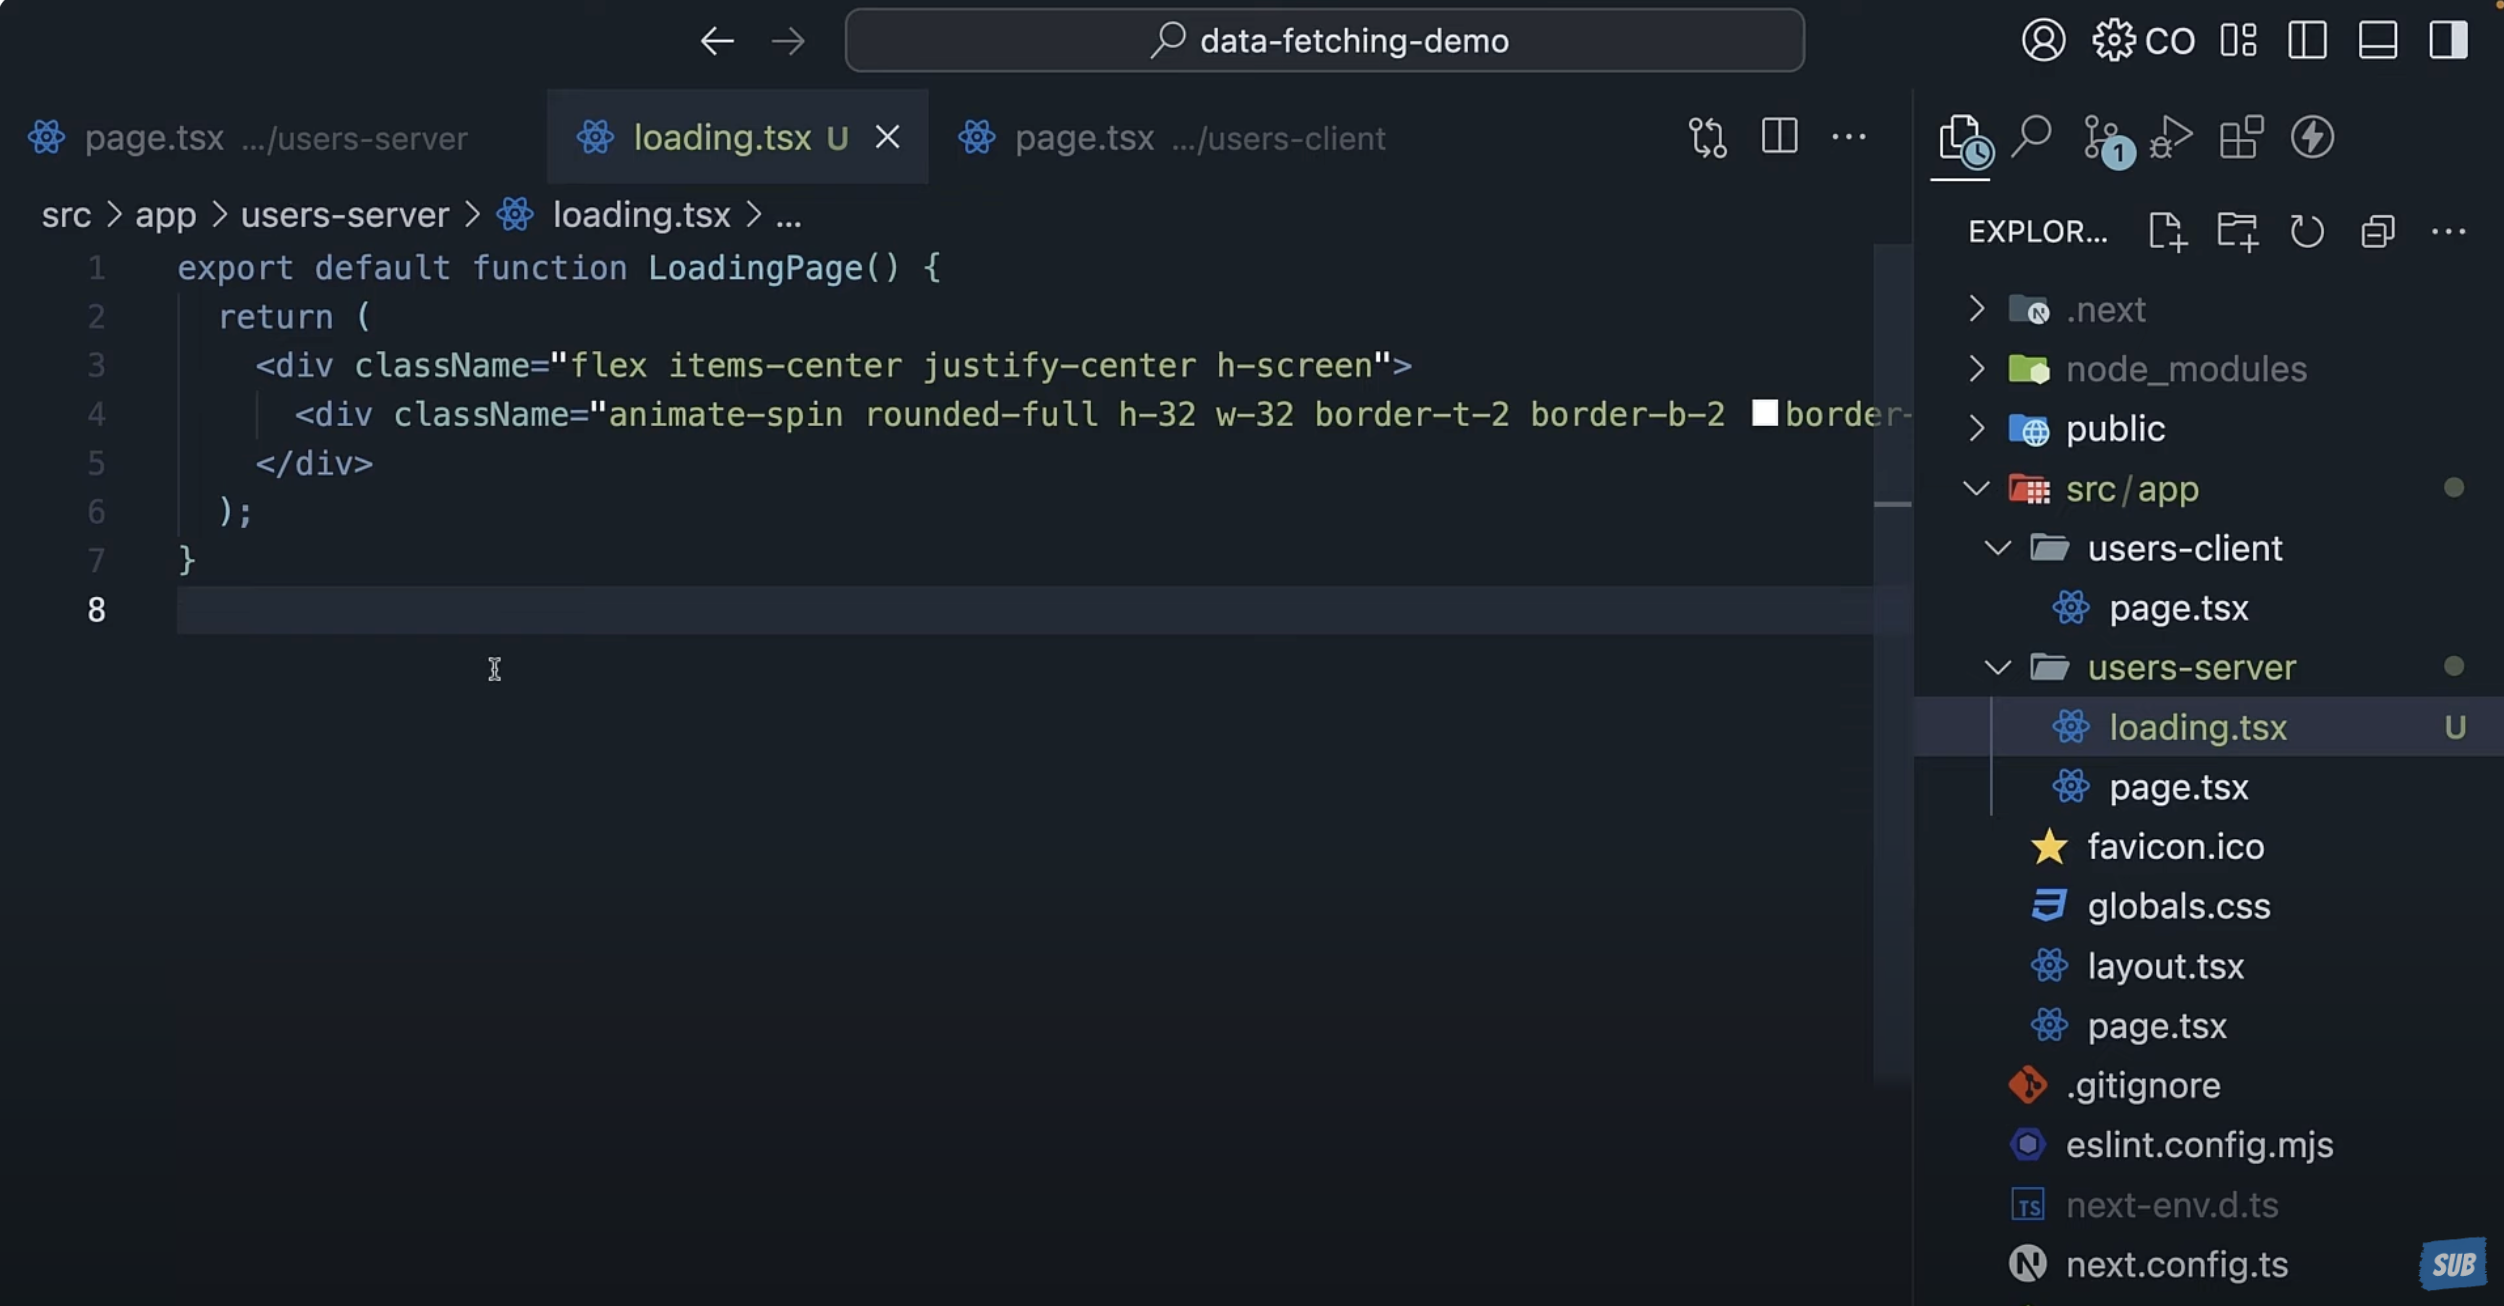 data-fetching-demo
CO
page.tsx .../users-server
loading.tsx U
page.tsx .../users-client
1
src > app > users-server > loading.tsx > ...
EXPLOR...
1 export default function LoadingPage() {
2 return (
3 <div className="flex items-center justify-center h-screen">
4 <div className="animate-spin rounded-full h-32 w-32 border-t-2 border-b-2 border-
5 </div>
6 );
7 }
8
.next
node_modules
public
src/app
users-client
page.tsx
users-server
loading.tsx U
page.tsx
favicon.ico
globals.css
layout.tsx
page.tsx
.gitignore
eslint.config.mjs
TS next-env.d.ts
N next.config.ts
SUB